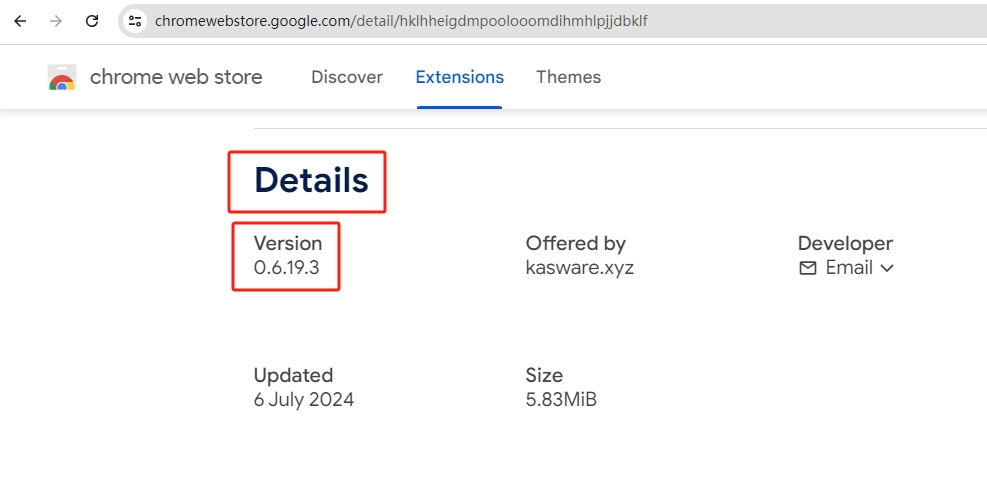 chromewebstore.google.com/detail/hklhheigdmpoolooomdihmhlpjjdbklf
chrome web store Discover Extensions Themes
Details
Version Offered by Developer
0.6.19.3 kasware.xyz Email
Updated Size
6 July 2024 5.83MiB